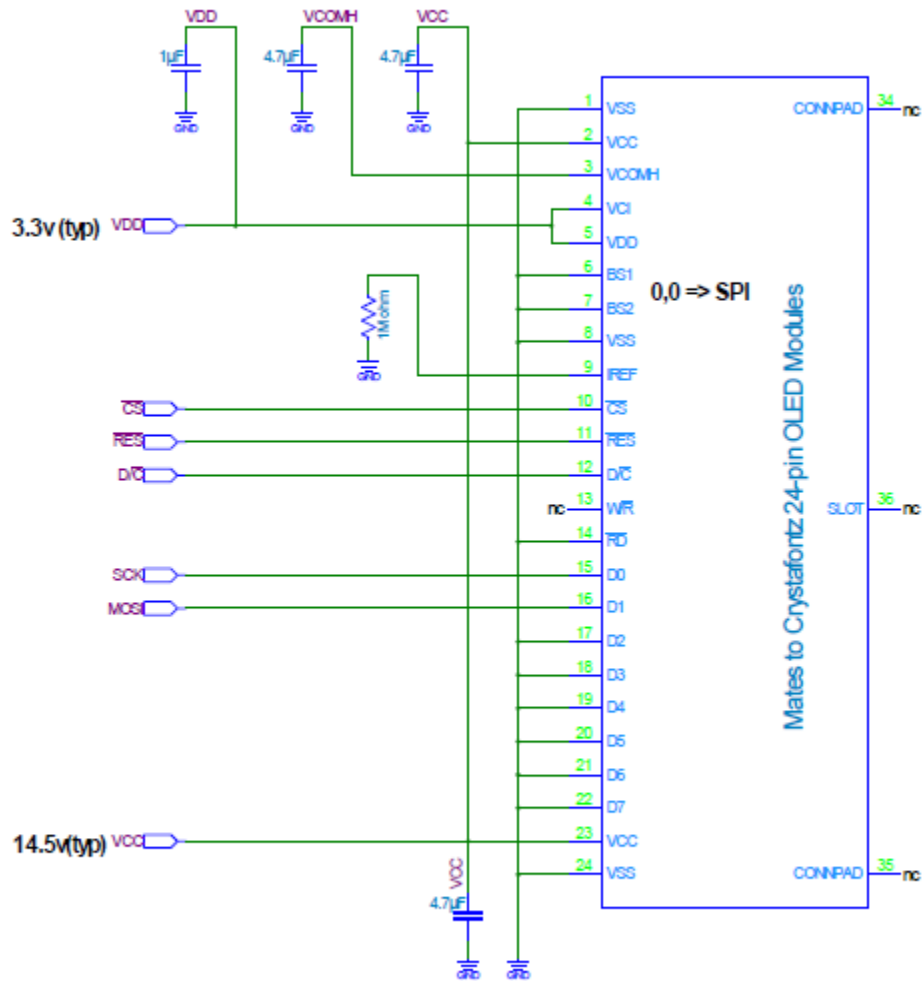 VDD
VCOMH
VCC
1µF
4.7µF
4.7µF
GND
GND
GND
3.3v (typ) VDD
1Mohm
GND
CS
RES
D/C
SCK
MOSI
14.5v(typ) VCC
VCC
4.7µF
GND
GND
1 VSS
2 VCC
3 VCOMH
4 VCI
5 VDD
6 BS1
7 BS2
8 VSS
9 IREF
10 CS
11 RES
12 D/C
nc 13 W/R
14 RD
15 D0
16 D1
17 D2
18 D3
19 D4
20 D5
21 D6
22 D7
23 VCC
24 VSS
0,0 => SPI
Mates to Crystafontz 24-pin OLED Modules
CONNPAD 34 nc
SLOT 36 nc
CONNPAD 35 nc